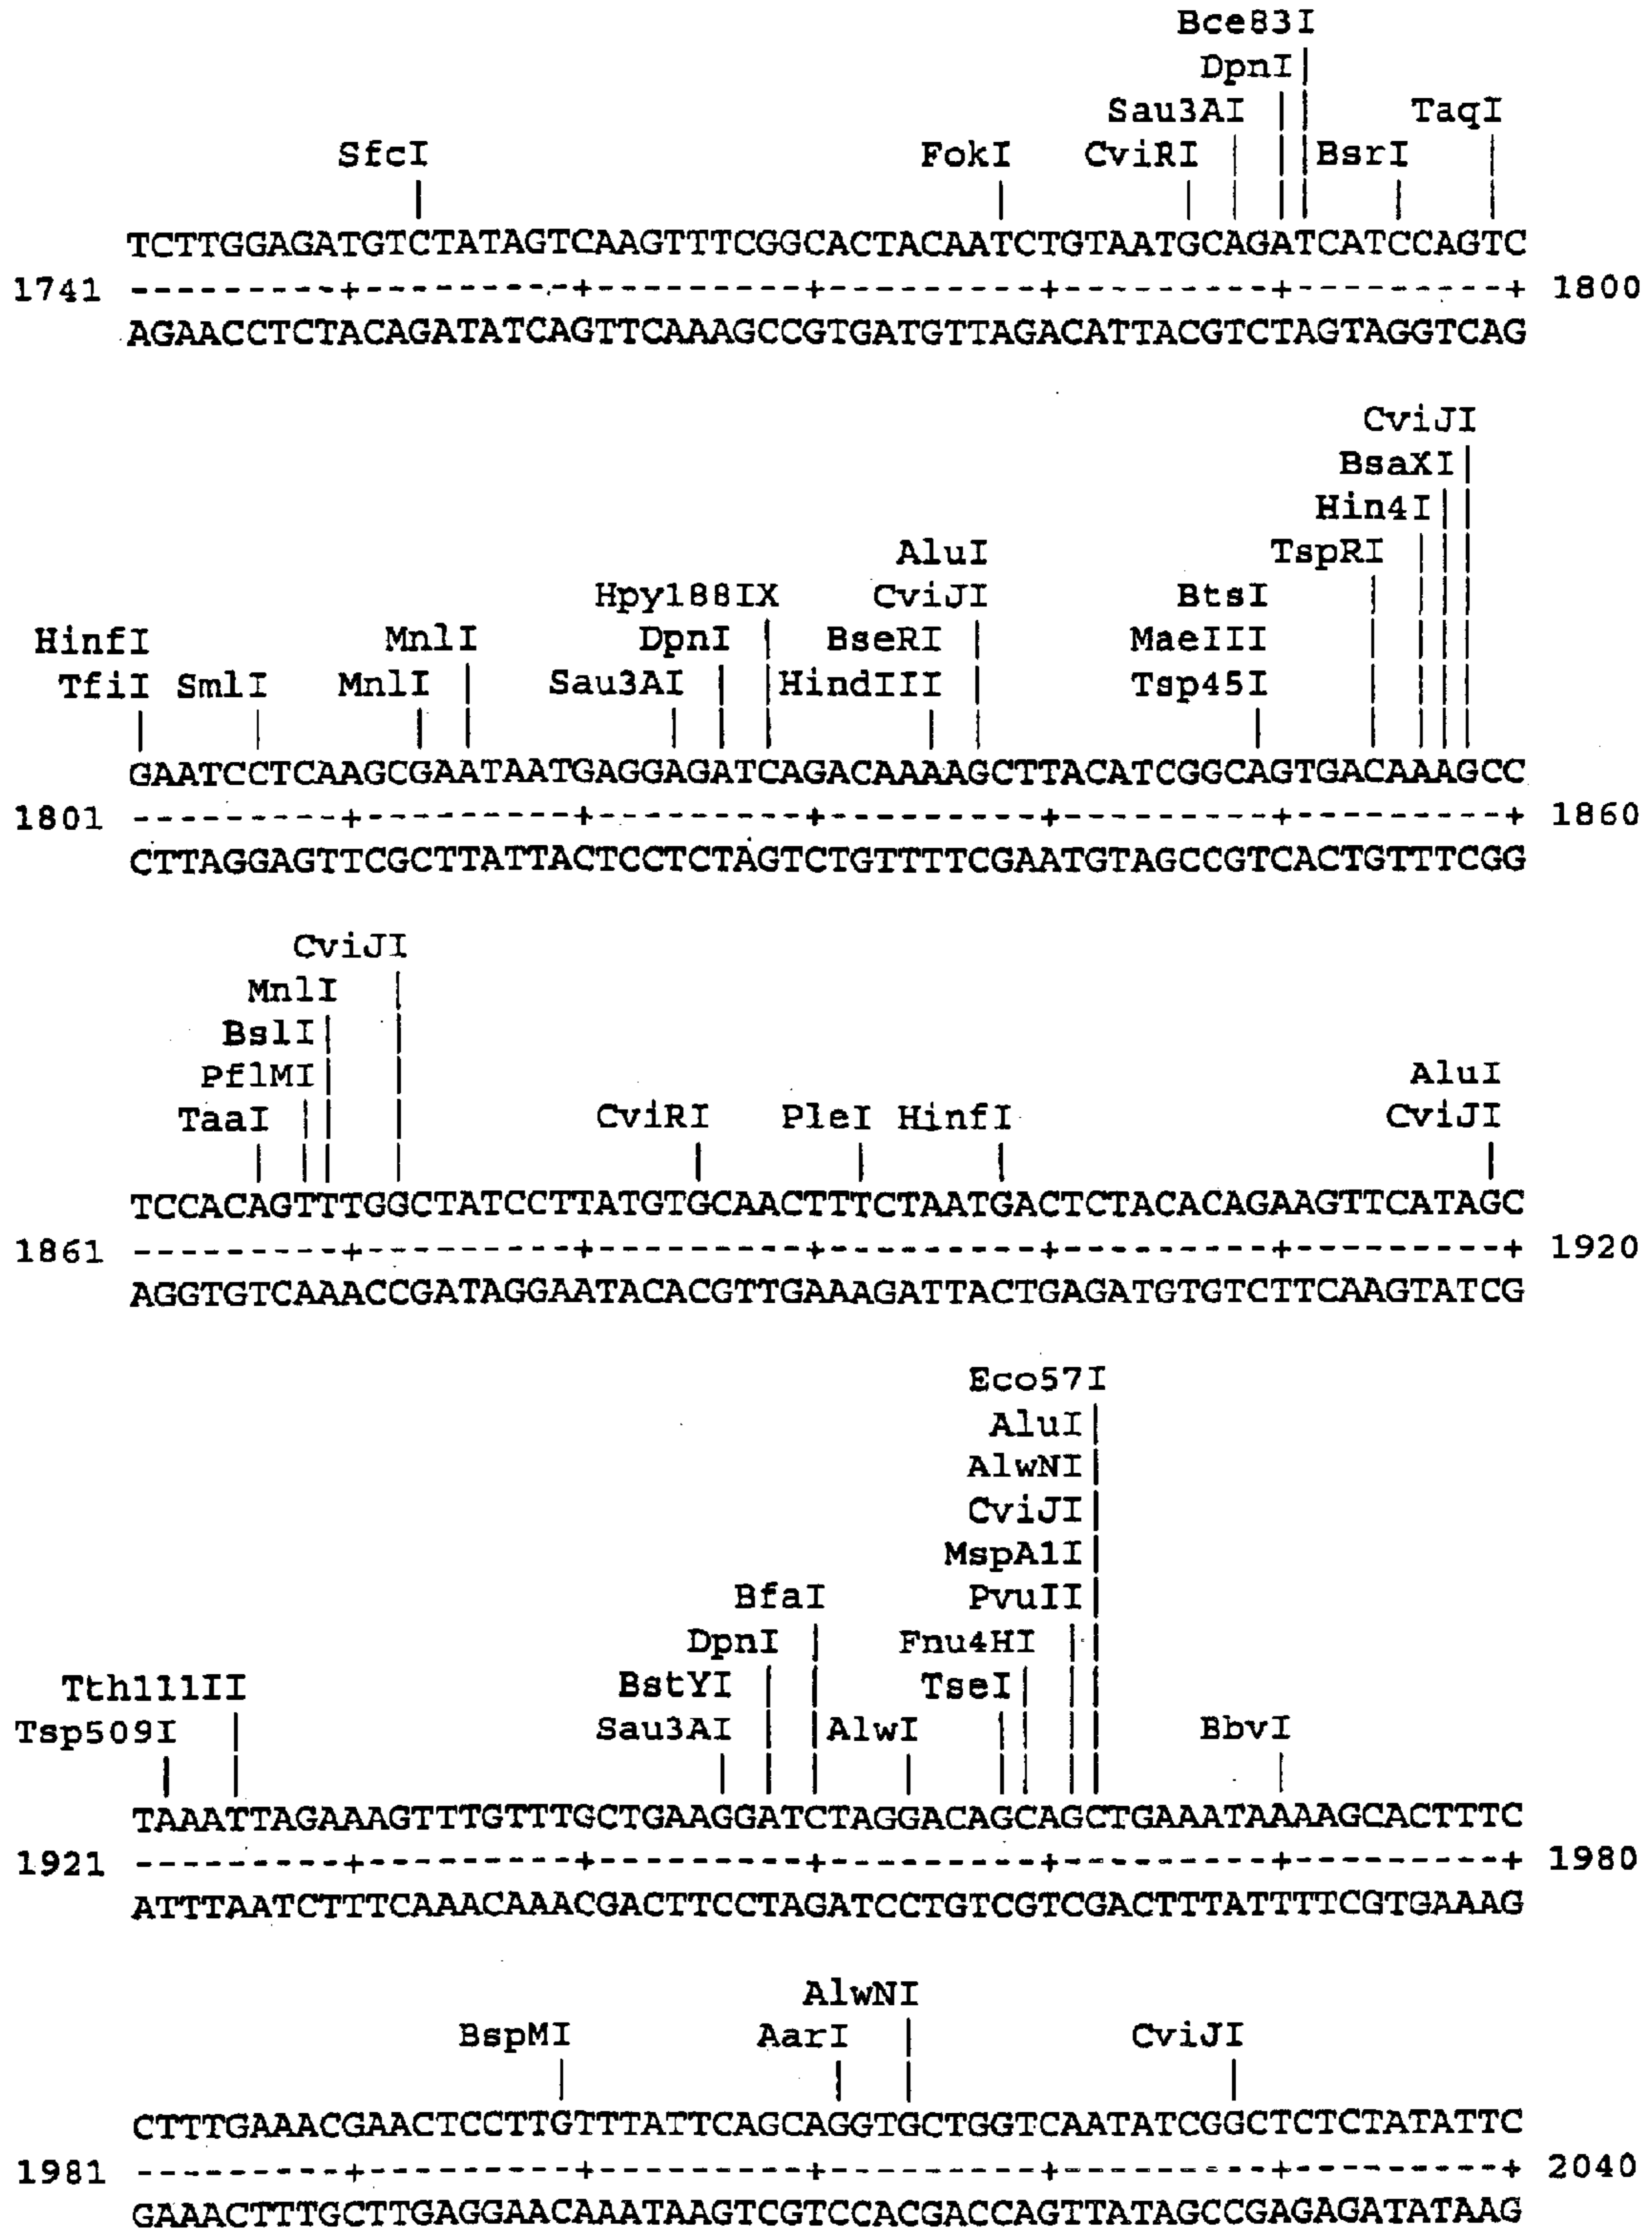 Bce83I
DpnI|
Sau3AI | | TaqI
SfcI FokI CviRI | | |BsrI |
| | | | | | | |
TCTTGGAGATGTCTATAGTCAAGTTTCGGCACTACAATCTGTAATGCAGATCATCCAGTC
1741 ---------+---------+---------+---------+---------+---------+ 1800
AGAACCTCTACAGATATCAGTTCAAAGCCGTGATGTTAGACATTACGTCTAGTAGGTCAG
CviJI
BsaXI|
Hin4I||
AluI TspRI |||
Hpy188IX CviJI BtsI | |||
HinfI MnlI DpnI | BseRI | MaeIII | |||
TfiI SmlI MnlI | Sau3AI | |HindIII | Tsp45I | |||
| | | | | | | | | | | |||
GAATCCTCAAGCGAATAATGAGGAGATCAGACAAAAGCTTACATCGGCAGTGACAAAGCC
1801 ---------+---------+---------+---------+---------+---------+ 1860
CTTAGGAGTTCGCTTATTACTCCTCTAGTCTGTTTTCGAATGTAGCCGTCACTGTTTCGG
CviJI
MnlI |
BslI| |
PflMI| | AluI
TaaI || | CviRI PleI HinfI CviJI
| || | | | | |
TCCACAGTTTGGCTATCCTTATGTGCAACTTTCTAATGACTCTACACAGAAGTTCATAGC
1861 ---------+---------+---------+---------+---------+---------+ 1920
AGGTGTCAAACCGATAGGAATACACGTTGAAAGATTACTGAGATGTGTCTTCAAGTATCG
Eco57I
AluI|
AlwNI|
CviJI|
MspA1I|
BfaI PvuII|
DpnI | Fnu4HI ||
Tth111II BstYI | | TseI| ||
Tsp509I | Sau3AI | |AlwI || || BbvI
| | | | | | || || |
TAAATTAGAAAGTTTGTTTGCTGAAGGATCTAGGACAGCAGCTGAAATAAAAGCACTTTC
1921 ---------+---------+---------+---------+---------+---------+ 1980
ATTTAATCTTTCAAACAAACGACTTCCTAGATCCTGTCGTCGACTTTATTTTCGTGAAAG
AlwNI
BspMI AarI | CviJI
| | | |
CTTTGAAACGAACTCCTTGTTTATTCAGCAGGTGCTGGTCAATATCGGCTCTCTATATTC
1981 ---------+---------+---------+---------+---------+---------+ 2040
GAAACTTTGCTTGAGGAACAAATAAGTCGTCCACGACCAGTTATAGCCGAGAGATATAAG